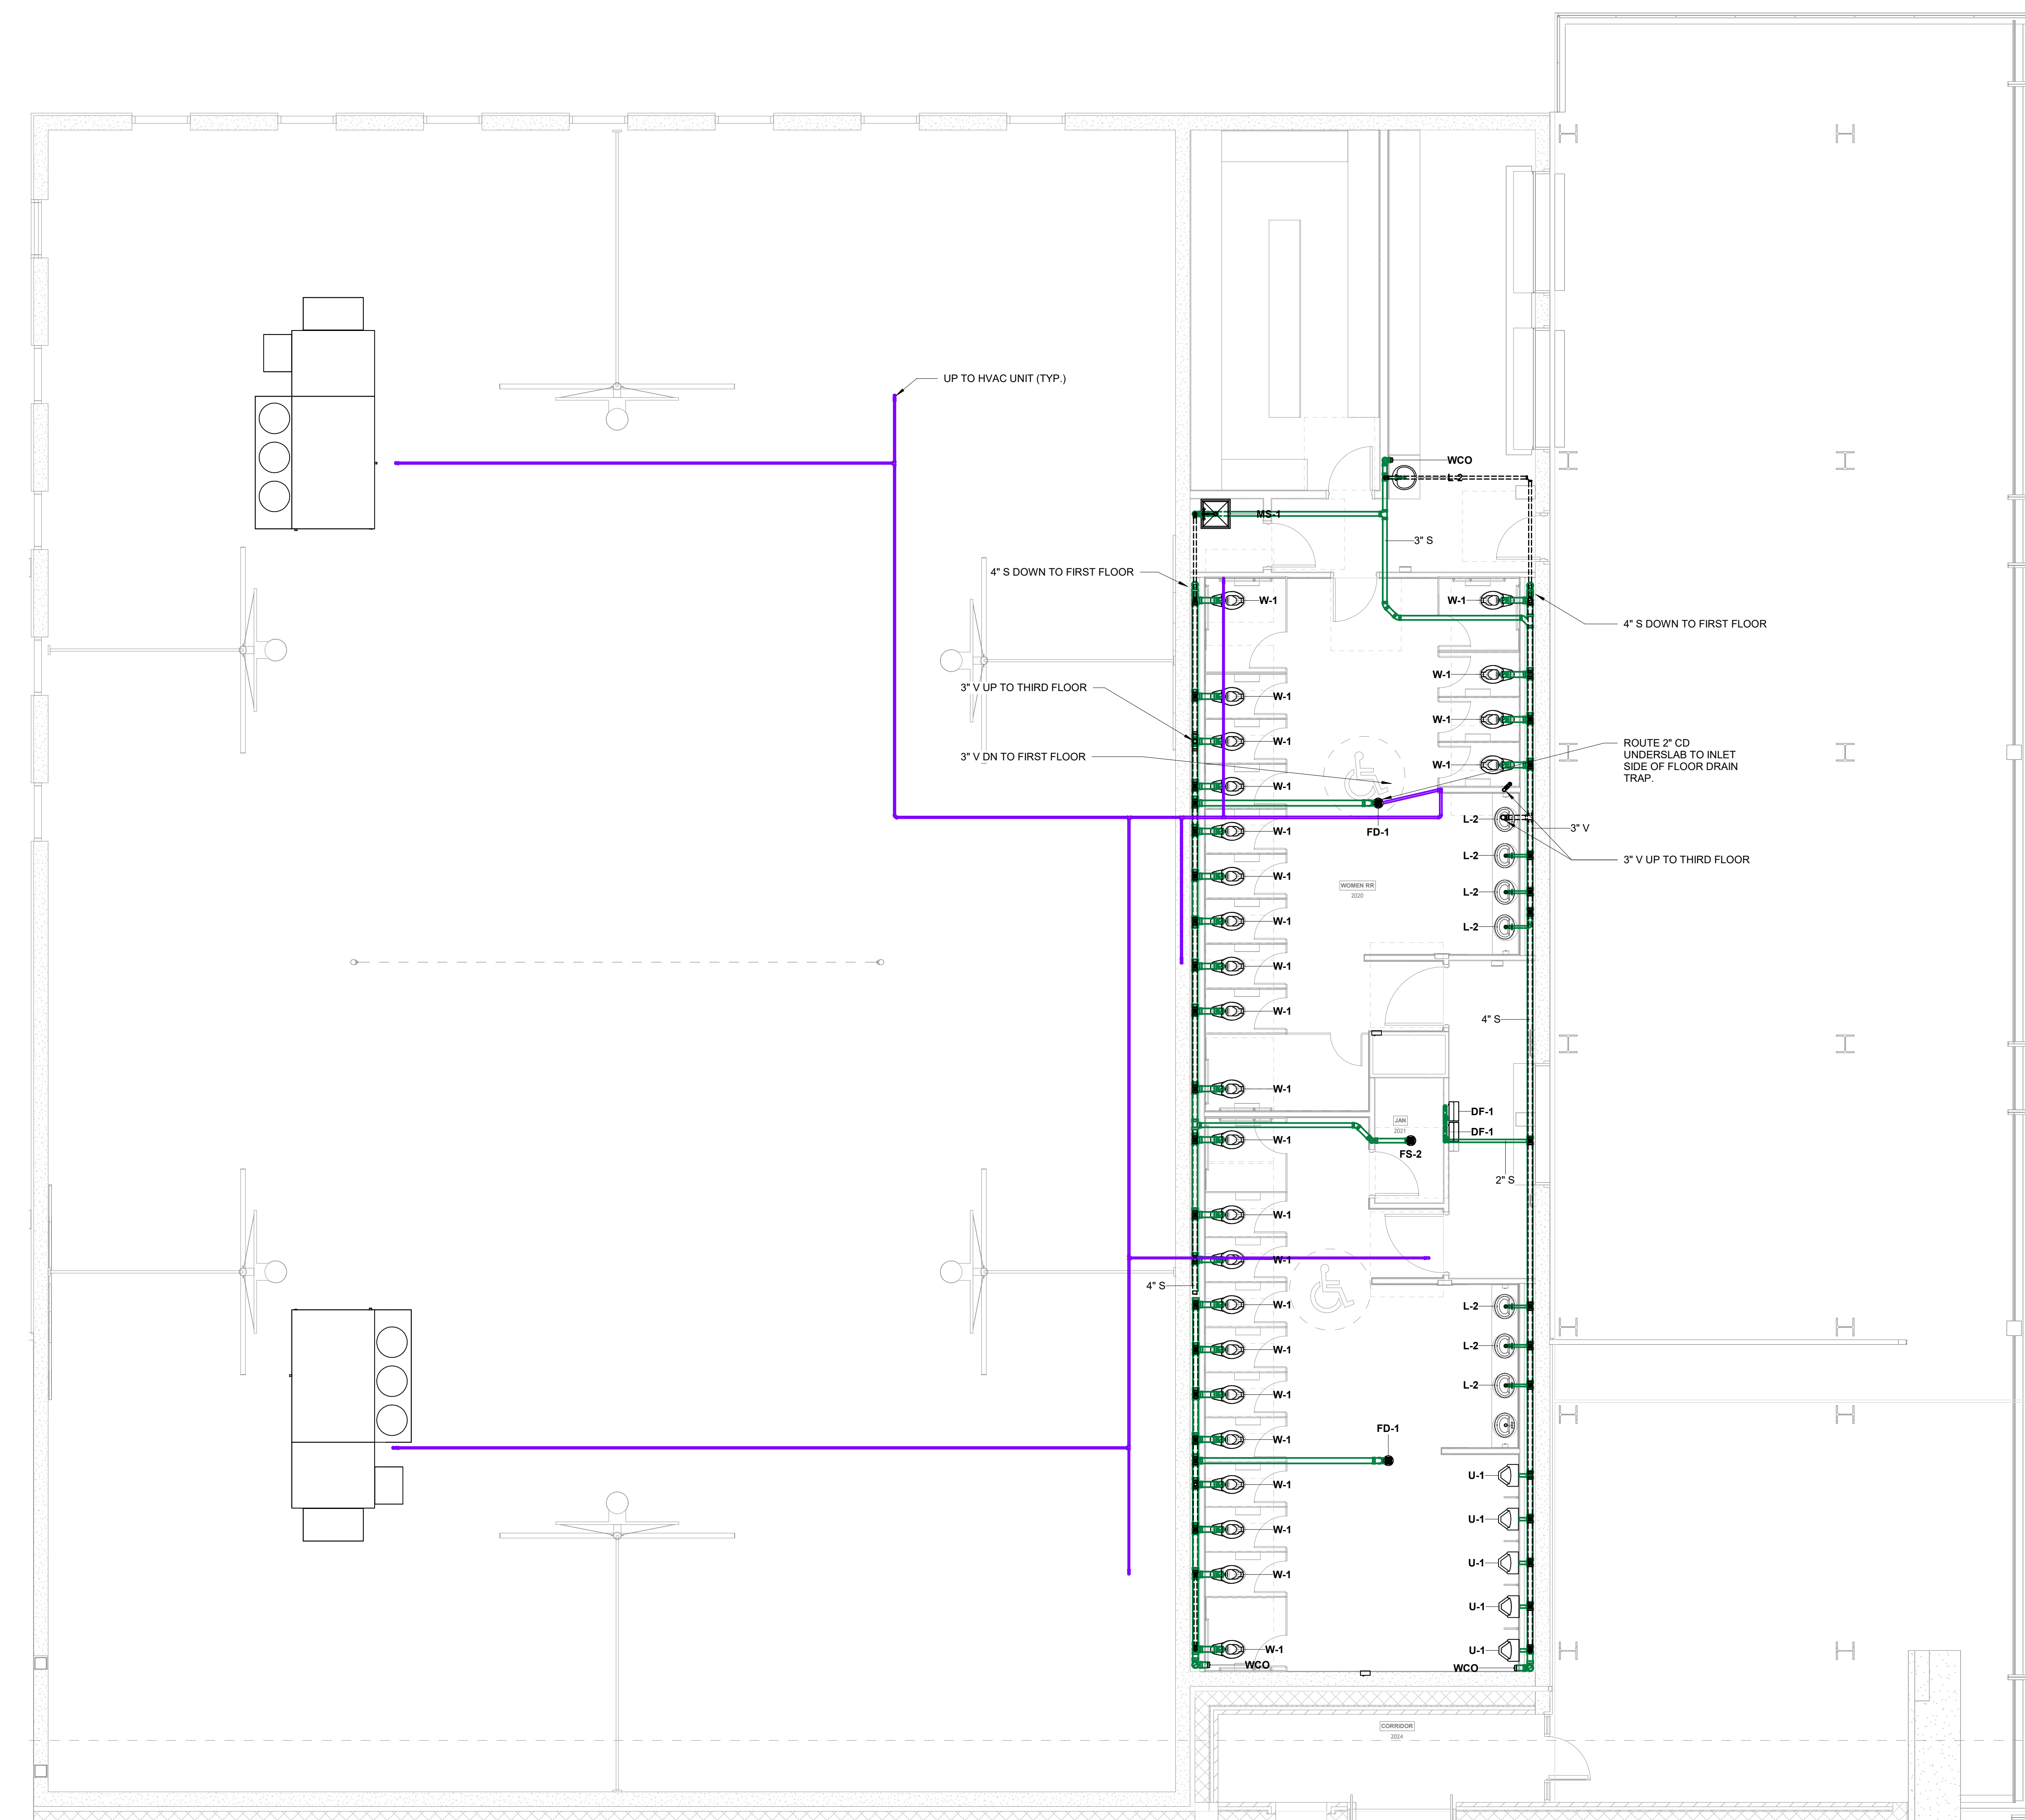 UP TO HVAC UNIT (TYP.)
WCO
L-2
MS-1
3" S
4" S DOWN TO FIRST FLOOR
W-1
W-1
4" S DOWN TO FIRST FLOOR
W-1
3" V UP TO THIRD FLOOR
W-1
W-1
W-1
3" V DN TO FIRST FLOOR
W-1
ROUTE 2" CD
UNDERSLAB TO INLET
SIDE OF FLOOR DRAIN
TRAP.
W-1
FD-1
L-2
3" V
W-1
L-2
3" V UP TO THIRD FLOOR
W-1
WOMEN RR
2020
L-2
W-1
L-2
W-1
W-1
4" S
W-1
DF-1
JAN
2021
DF-1
W-1
FS-2
2" S
W-1
W-1
4" S
W-1
L-2
W-1
L-2
W-1
L-2
W-1
FD-1
W-1
U-1
W-1
U-1
W-1
U-1
U-1
W-1
U-1
WCO
WCO
CORRIDOR
2024